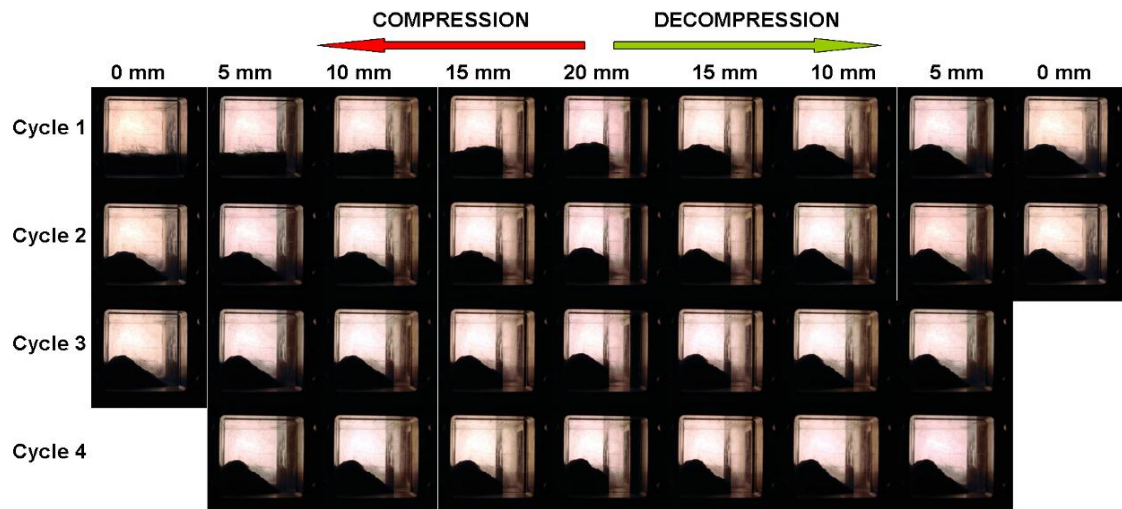 COMPRESSION DECOMPRESSION
0 mm 5 mm 10 mm 15 mm 20 mm 15 mm 10 mm 5 mm 0 mm
Cycle 1
Cycle 2
Cycle 3
Cycle 4